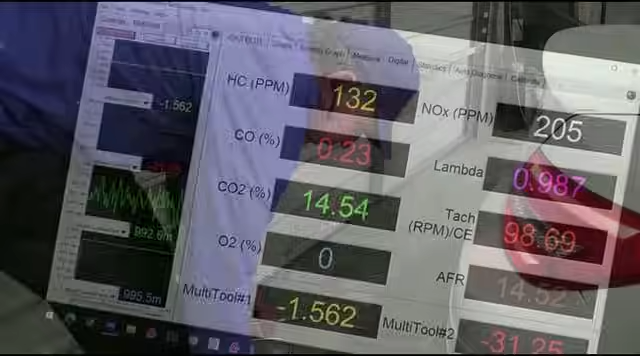 Measure
Digital
HC (PPM) 132
NOx (PPM) 205
CO (%) 0.23
Lambda 0.987
CO2 (%) 14.54
Tach (RPM)/CE 98.69
O2 (%) 0
AFR 14.52
MultiTool#1 -1.562
MultiTool#2 -31.25
-1.562
992.6m
995.5m